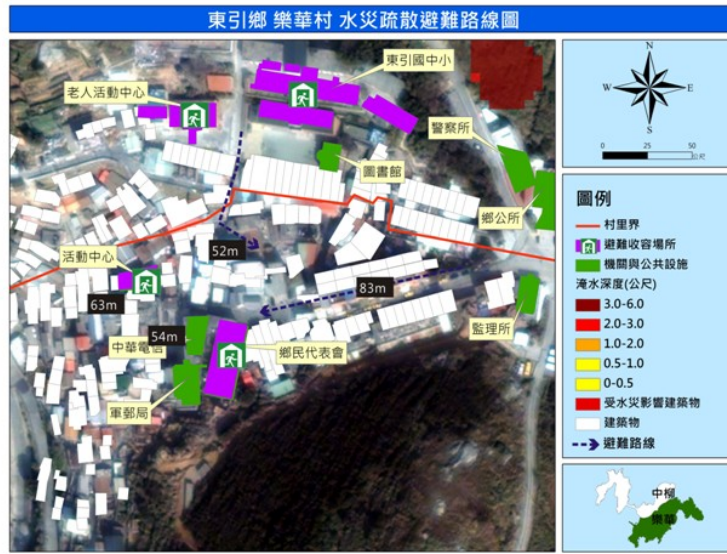 東引鄉 樂華村 水災疏散避難路線圖
東引國中小
老人活動中心
警察所
圖書館
鄉公所
52m
活動中心
83m
63m
54m
中華電信
鄉民代表會
監理所
軍郵局
N
W
E
S
0
25
50
公尺
圖例
村里界
避難收容場所
機關與公共設施
淹水深度(公尺)
3.0-6.0
2.0-3.0
1.0-2.0
0.5-1.0
0-0.5
受水災影響建築物
建築物
避難路線
中柳
樂華